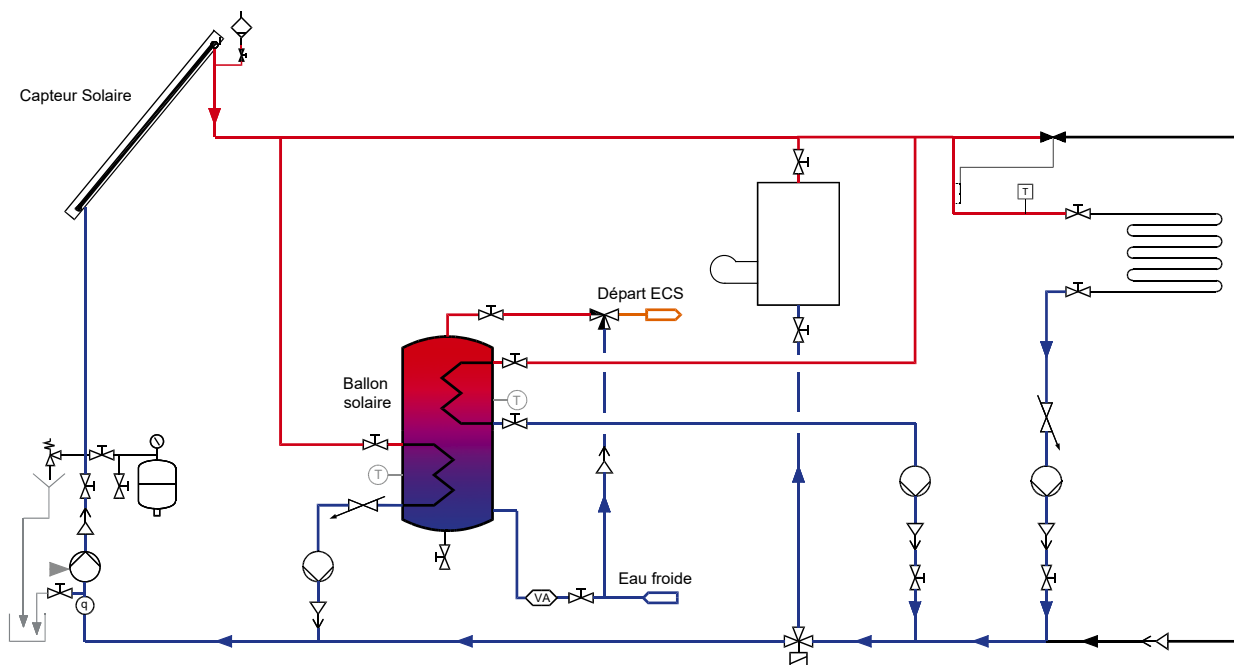 Capteur Solaire
T
Départ ECS
Ballon
solaire
T
T
VA
Eau froide
q